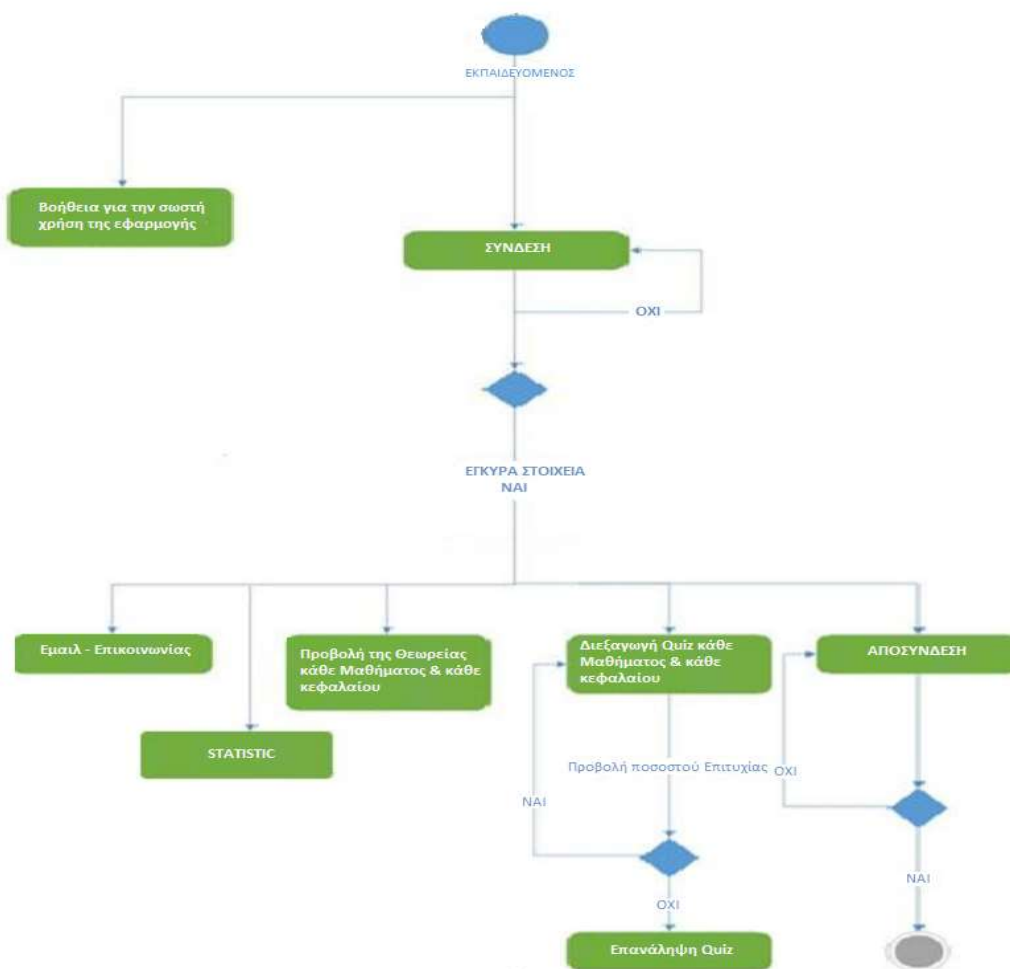 ΕΚΠΑΙΔΕΥΟΜΕΝΟΣ
Βοήθεια για την σωστή
χρήση της εφαρμογής
ΣΥΝΔΕΣΗ
ΟΧΙ
ΕΓΚΥΡΑ ΣΤΟΙΧΕΙΑ
ΝΑΙ
Εμαιλ - Επικοινωνίας
Προβολή της Θεωρείας
κάθε Μαθήματος & κάθε
κεφαλαίου
Διεξαγωγή Quiz κάθε
Μαθήματος & κάθε
κεφαλαίου
ΑΠΟΣΥΝΔΕΣΗ
STATISTIC
Προβολή ποσοστού Επιτυχίας
ΟΧΙ
ΝΑΙ
ΝΑΙ
ΟΧΙ
Επανάληψη Quiz